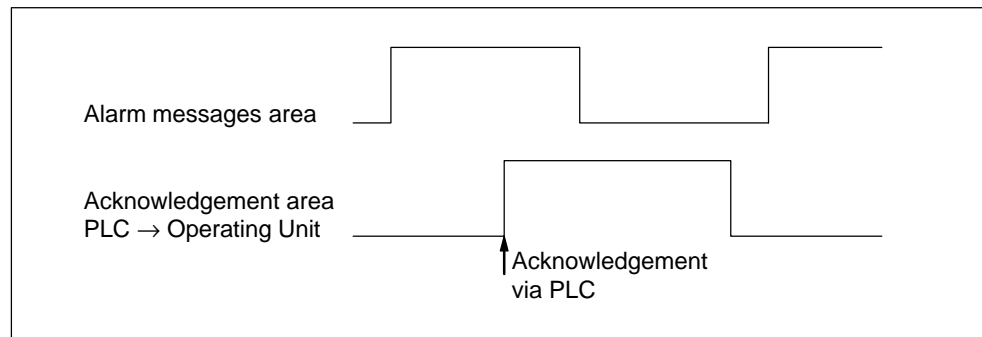 Alarm messages area
Acknowledgement area
PLC → Operating Unit
Acknowledgement
via PLC